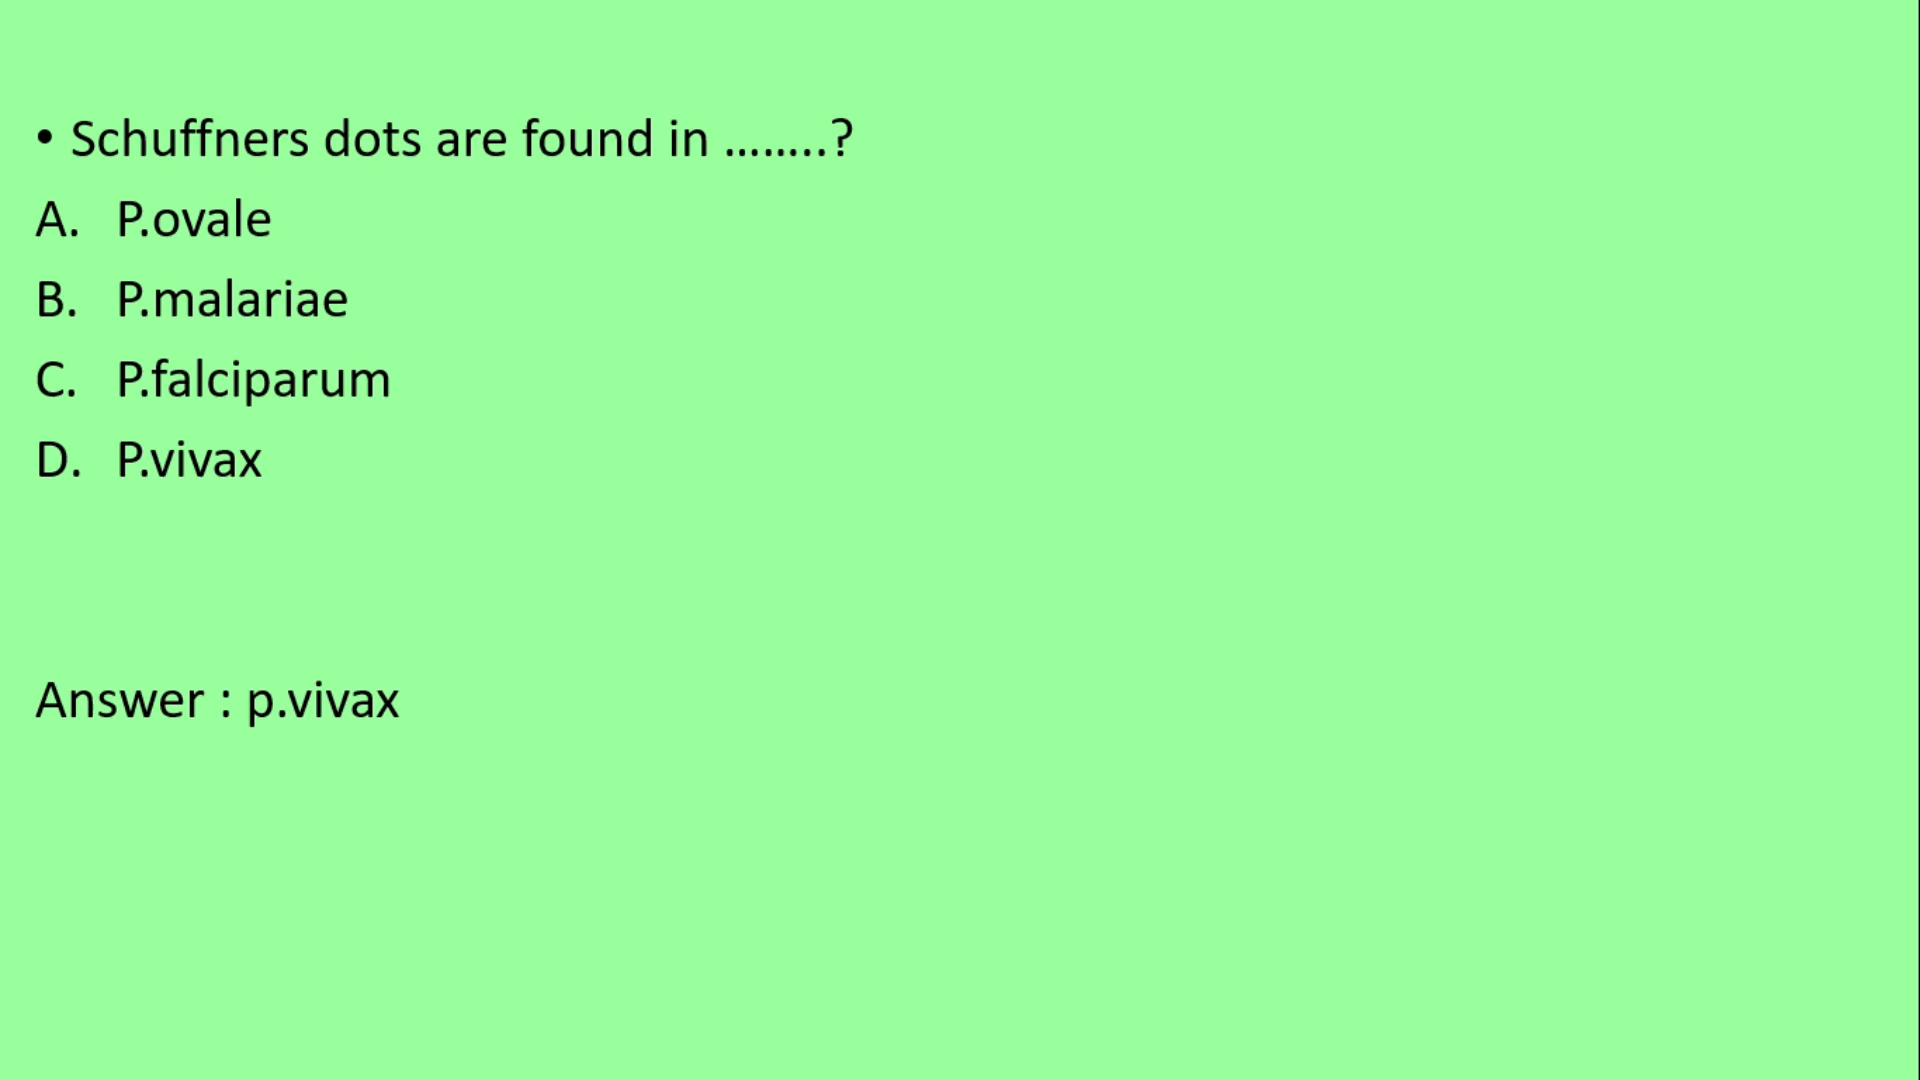 • Schuffners dots are found in ........?
A. P.ovale
B. P.malariae
C. P.falciparum
D. P.vivax
Answer : p.vivax